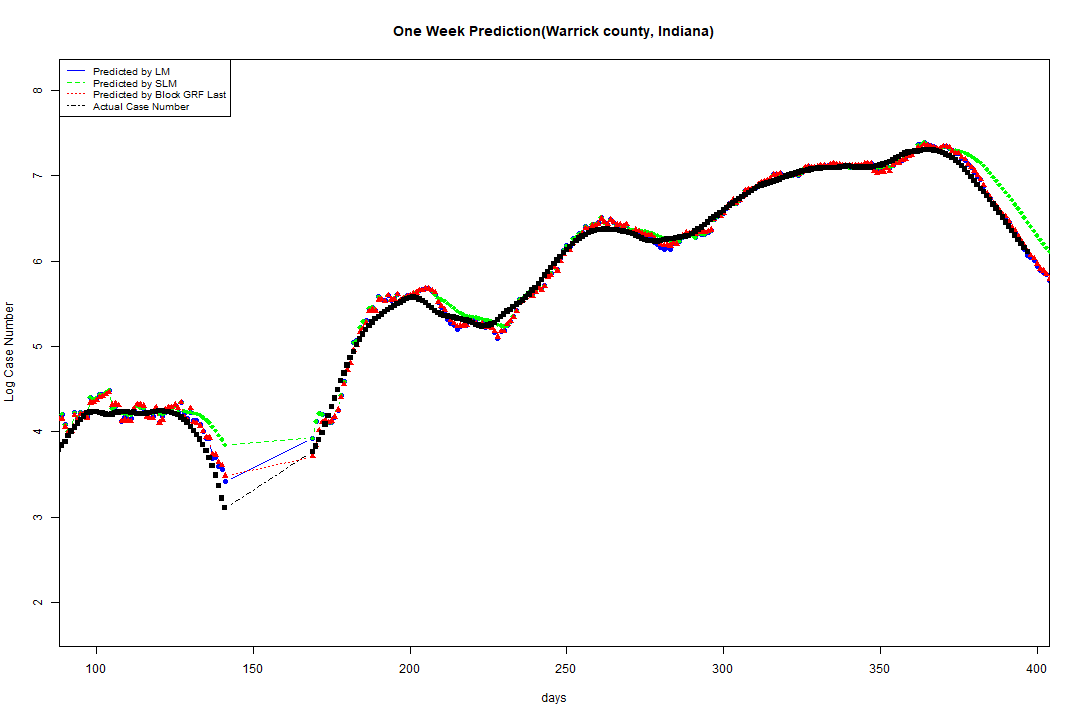 One Week Prediction(Warrick county, Indiana)
Predicted by LM
Predicted by SLM
Predicted by Block GRF Last
Actual Case Number
8
7
6
5
4
3
2
Log Case Number
100 150 200 250 300 350 400
days